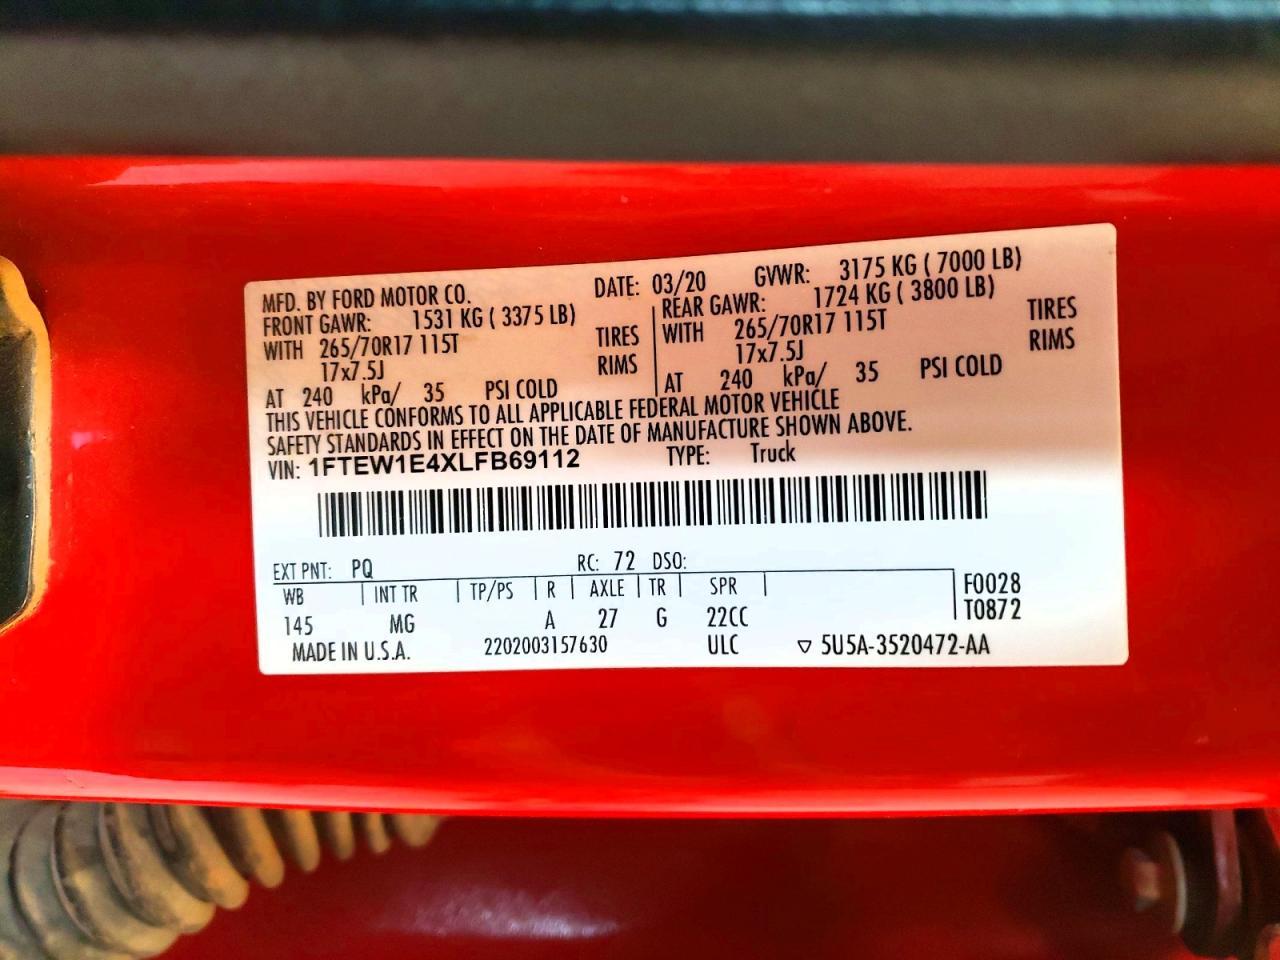 MFD. BY FORD MOTOR CO. DATE: 03/20 GVWR: 3175 KG ( 7000 LB)
FRONT GAWR: 1531 KG ( 3375 LB) REAR GAWR: 1724 KG ( 3800 LB)
WITH 265/70R17 115T TIRES WITH 265/70R17 115T TIRES
17x7.5J RIMS 17x7.5J RIMS
AT 240 kPa/ 35 PSI COLD AT 240 kPa/ 35 PSI COLD
THIS VEHICLE CONFORMS TO ALL APPLICABLE FEDERAL MOTOR VEHICLE
SAFETY STANDARDS IN EFFECT ON THE DATE OF MANUFACTURE SHOWN ABOVE.
VIN: 1FTEW1E4XLFB69112 TYPE: Truck
EXT PNT: PQ RC: 72 DSO:
WB INT TR TP/PS R AXLE TR SPR F0028
145 MG A 27 G 22CC T0872
MADE IN U.S.A. 2202003157630 ULC ▽ 5U5A-3520472-AA